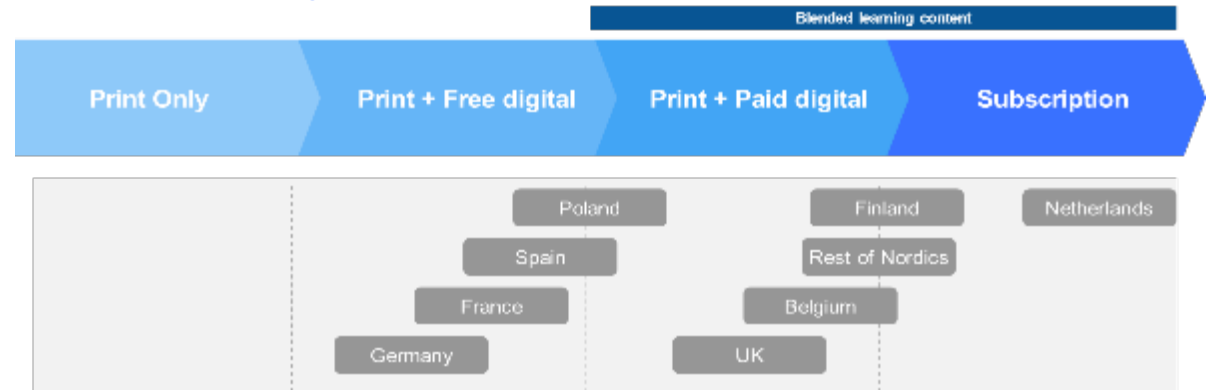 Blended learning content
Print Only
Print + Free digital
Print + Paid digital
Subscription
Poland
Finland
Netherlands
Spain
Rest of Nordics
France
Belgium
Germany
UK